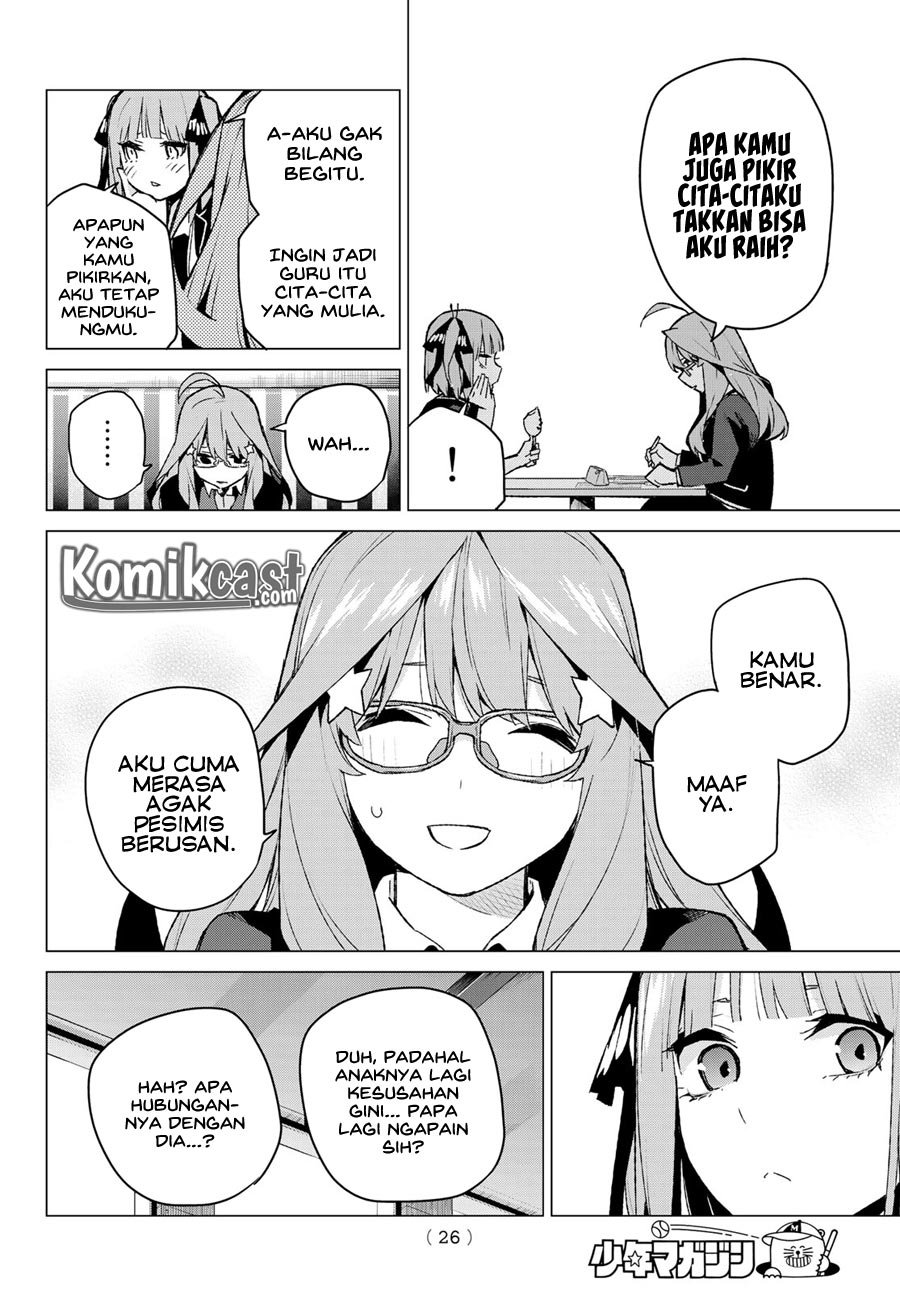 APA KAMU
JUGA PIKIR
CITA-CITAKU
TAKKAN BISA
AKU RAIH?
!
A-AKU GAK
BILANG
BEGITU.
INGIN JADI
GURU ITU
CITA-CITA
YANG MULIA.
APAPUN
YANG
KAMU
PIKIRKAN,
AKU TETAP
MENDUKU-
NGMU.
WAH...
......
Komikcast
.com
KAMU
BENAR.
MAAF
YA.
AKU CUMA
MERASA
AGAK
PESIMIS
BERUSAN.
DUH, PADAHAL
ANAKNYA LAGI
KESUSAHAN
GINI... PAPA
LAGI NGAPAIN
SIH?
HAH? APA
HUBUNGAN-
NYA DENGAN
DIA...?
( 26 )
少年マガジン
M